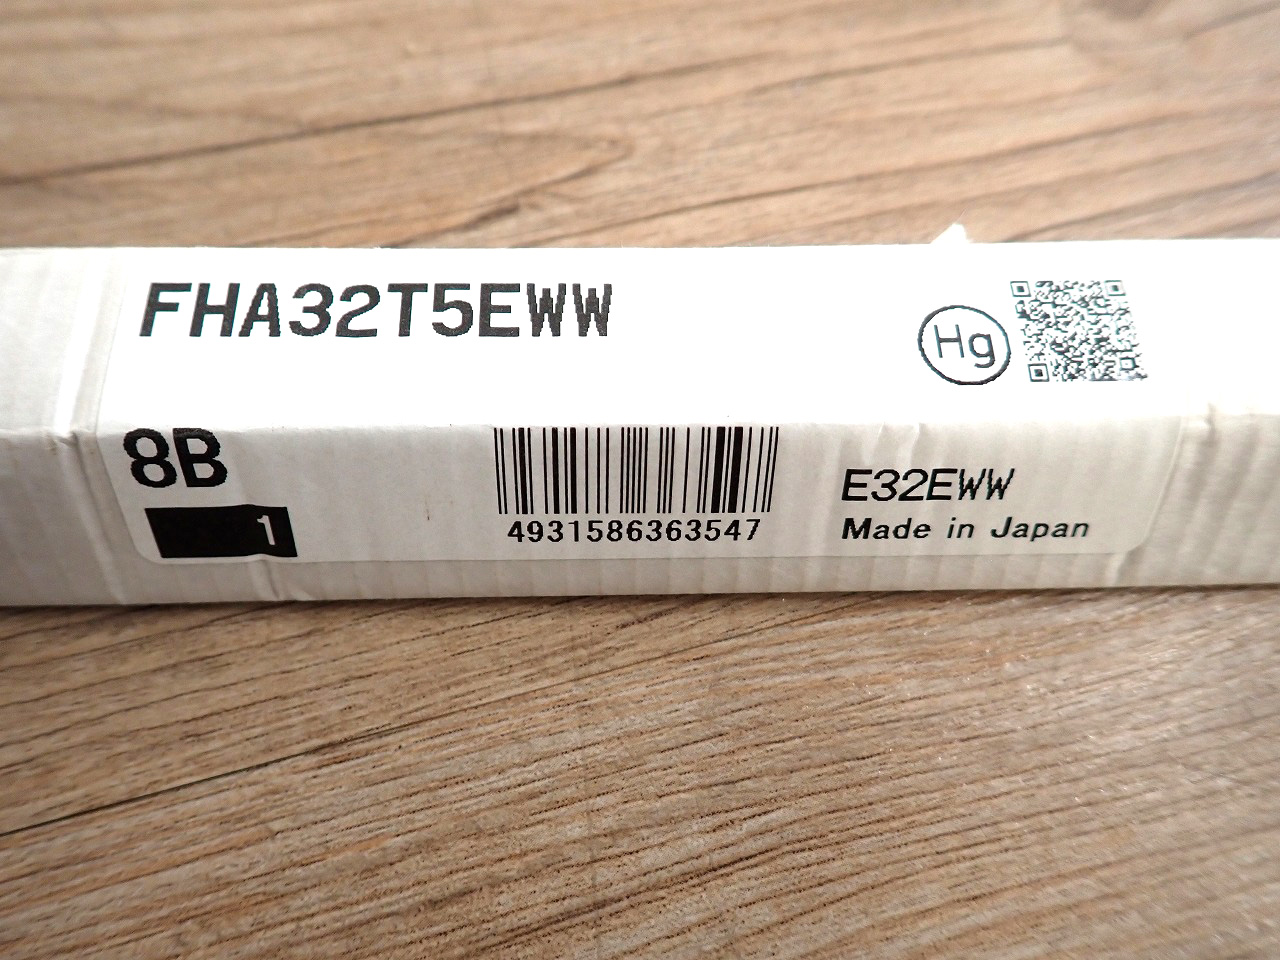 FHA32T5EWW
Hg
8B
1
4931586363547
E32EWW
Made in Japan